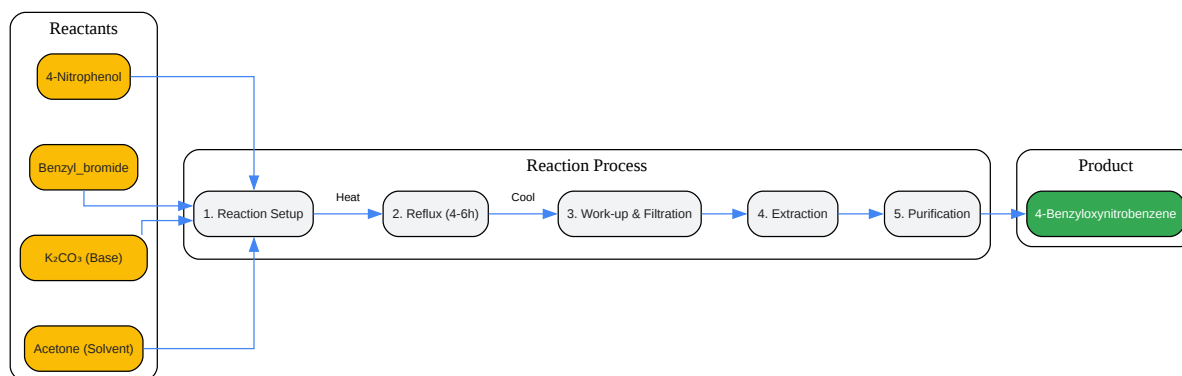 Reactants
4-Nitrophenol
Benzyl_bromide
K₂CO₃ (Base)
Acetone (Solvent)
Reaction Process
1. Reaction Setup
Heat
2. Reflux (4-6h)
Cool
3. Work-up & Filtration
4. Extraction
5. Purification
Product
4-Benzyloxynitrobenzene